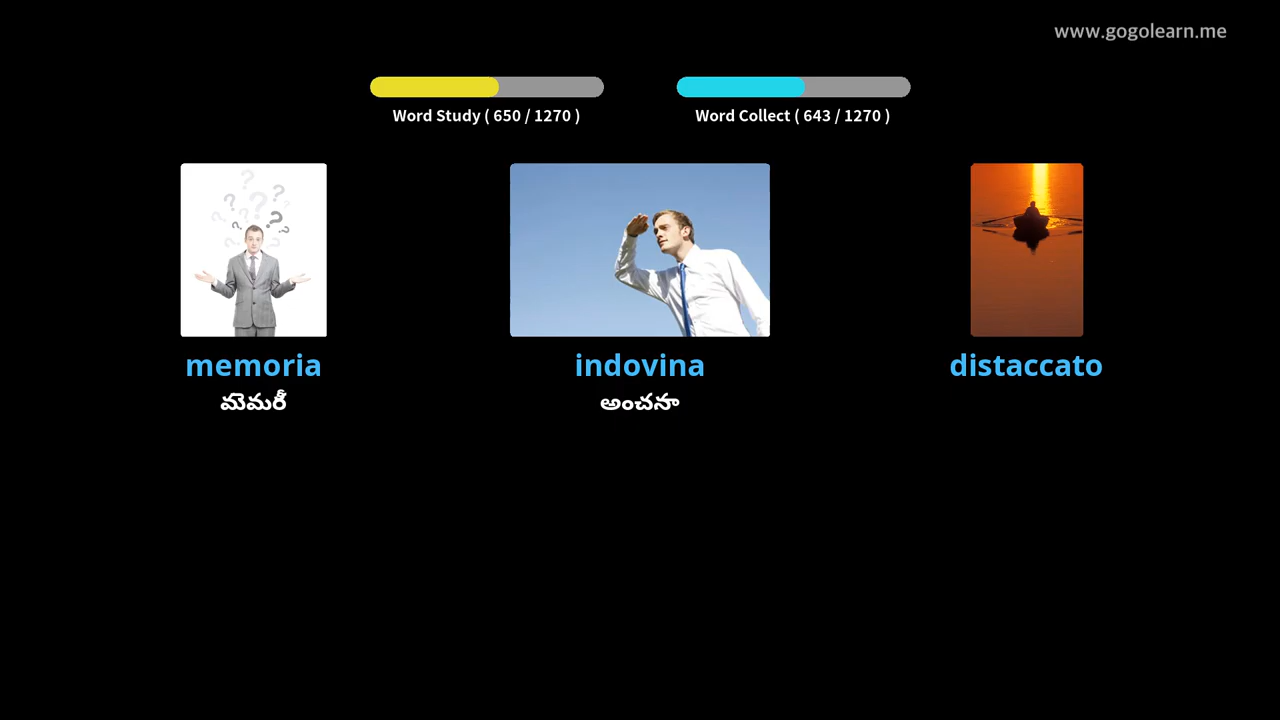 www.gogolearn.me
Word Study ( 650 / 1270 )
Word Collect ( 643 / 1270 )
memoria
indovina
distaccato
మెమరీ
అంచనా